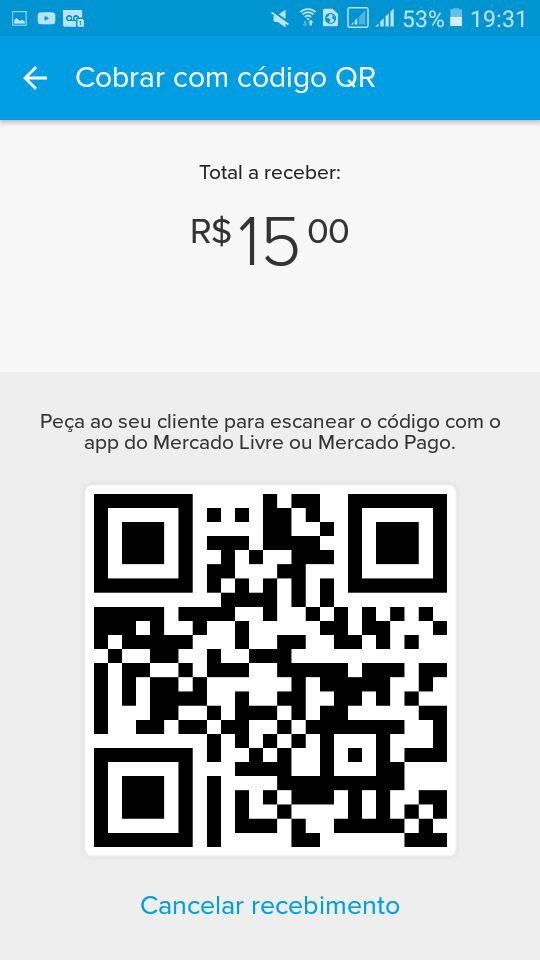 53% 19:31
Cobrar com código QR
Total a receber:
R$ 15 00
Peça ao seu cliente para escanear o código com o
app do Mercado Livre ou Mercado Pago.
Cancelar recebimento